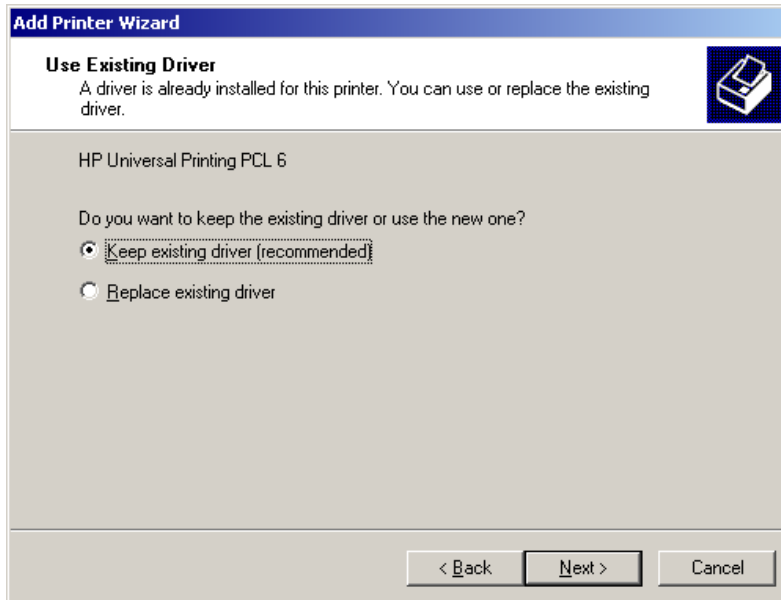 Add Printer Wizard
Use Existing Driver
A driver is already installed for this printer. You can use or replace the existing
driver.
HP Universal Printing PCL 6
Do you want to keep the existing driver or use the new one?
Keep existing driver (recommended)
Replace existing driver
< Back Next > Cancel